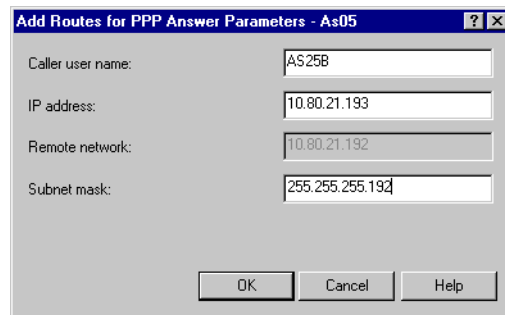 Add Routes for PPP Answer Parameters - As05
Caller user name: AS25B
IP address: 10.80.21.193
Remote network: 10.80.21.192
Subnet mask: 255.255.255.192
OK Cancel Help